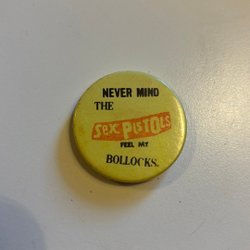 NEVER MIND
THE
SeX PiSTOLS
FEEL MY
BOLLOCKS.